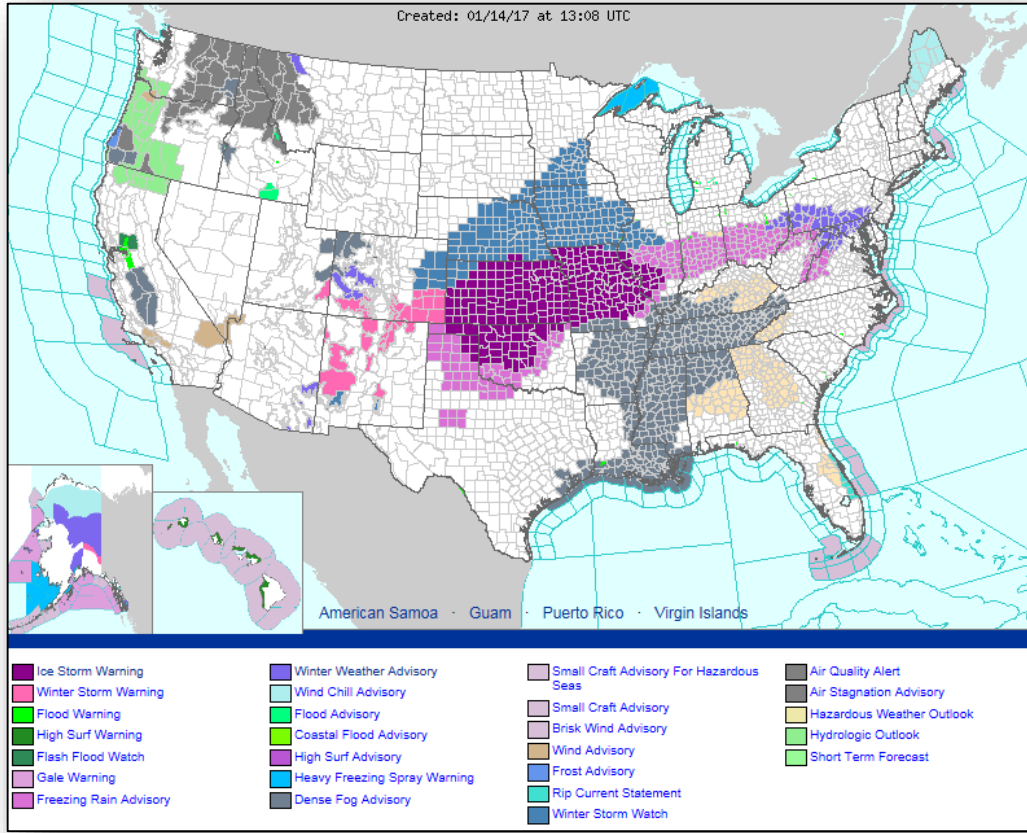 Created: 01/14/17 at 13:08 UTC
American Samoa · Guam · Puerto Rico · Virgin Islands
Ice Storm Warning
Winter Storm Warning
Flood Warning
High Surf Warning
Flash Flood Watch
Gale Warning
Freezing Rain Advisory
Winter Weather Advisory
Wind Chill Advisory
Flood Advisory
Coastal Flood Advisory
High Surf Advisory
Heavy Freezing Spray Warning
Dense Fog Advisory
Small Craft Advisory For Hazardous
Seas
Small Craft Advisory
Brisk Wind Advisory
Wind Advisory
Frost Advisory
Rip Current Statement
Winter Storm Watch
Air Quality Alert
Air Stagnation Advisory
Hazardous Weather Outlook
Hydrologic Outlook
Short Term Forecast